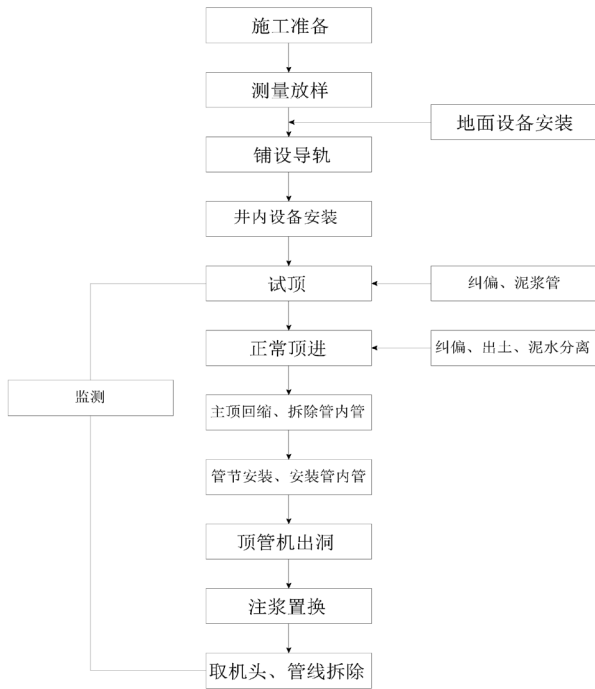 施工准备
测量放样
地面设备安装
铺设导轨
井内设备安装
试顶
纠偏、泥浆管
正常顶进
纠偏、出土、泥水分离
监测
主顶回缩、拆除管内管
管节安装、安装管内管
顶管机出洞
注浆置换
取机头、管线拆除